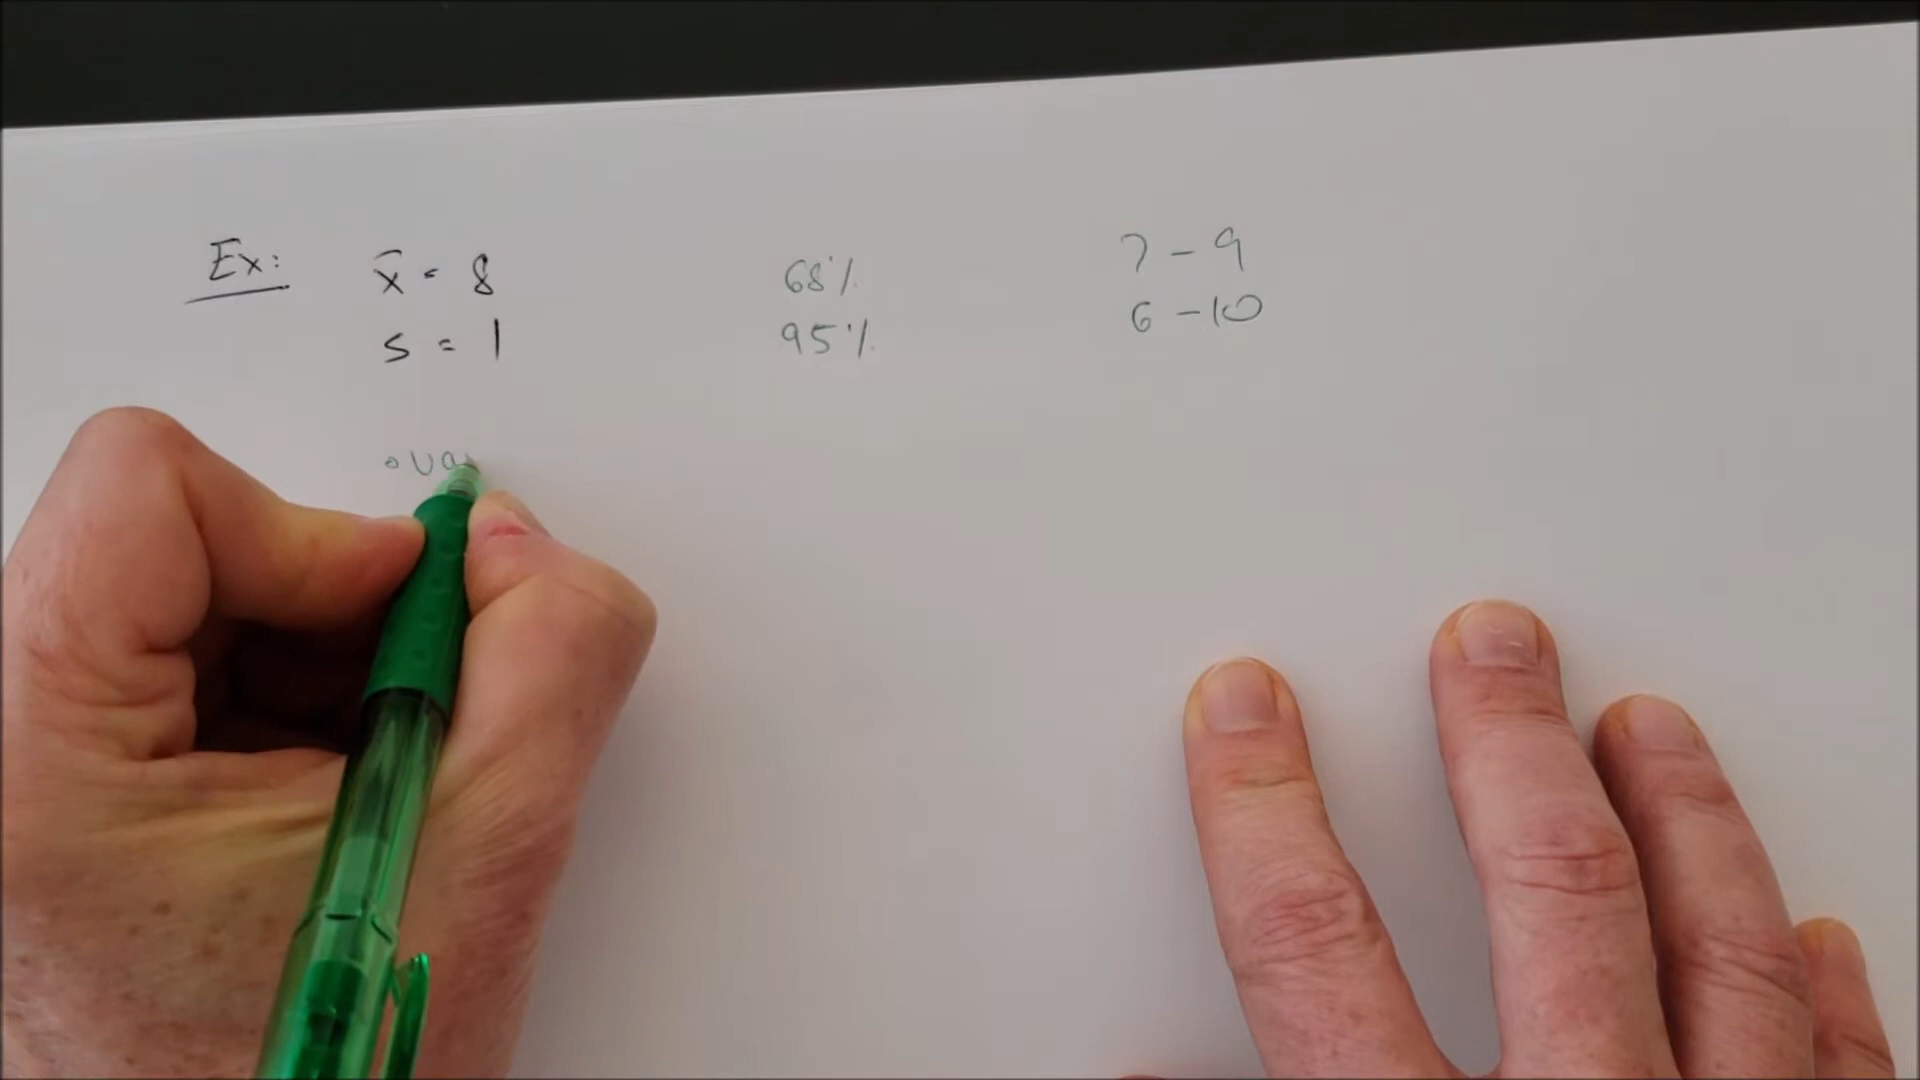 Ex: x̄ = 8 68% 7 - 9
s = 1 95% 6 - 10